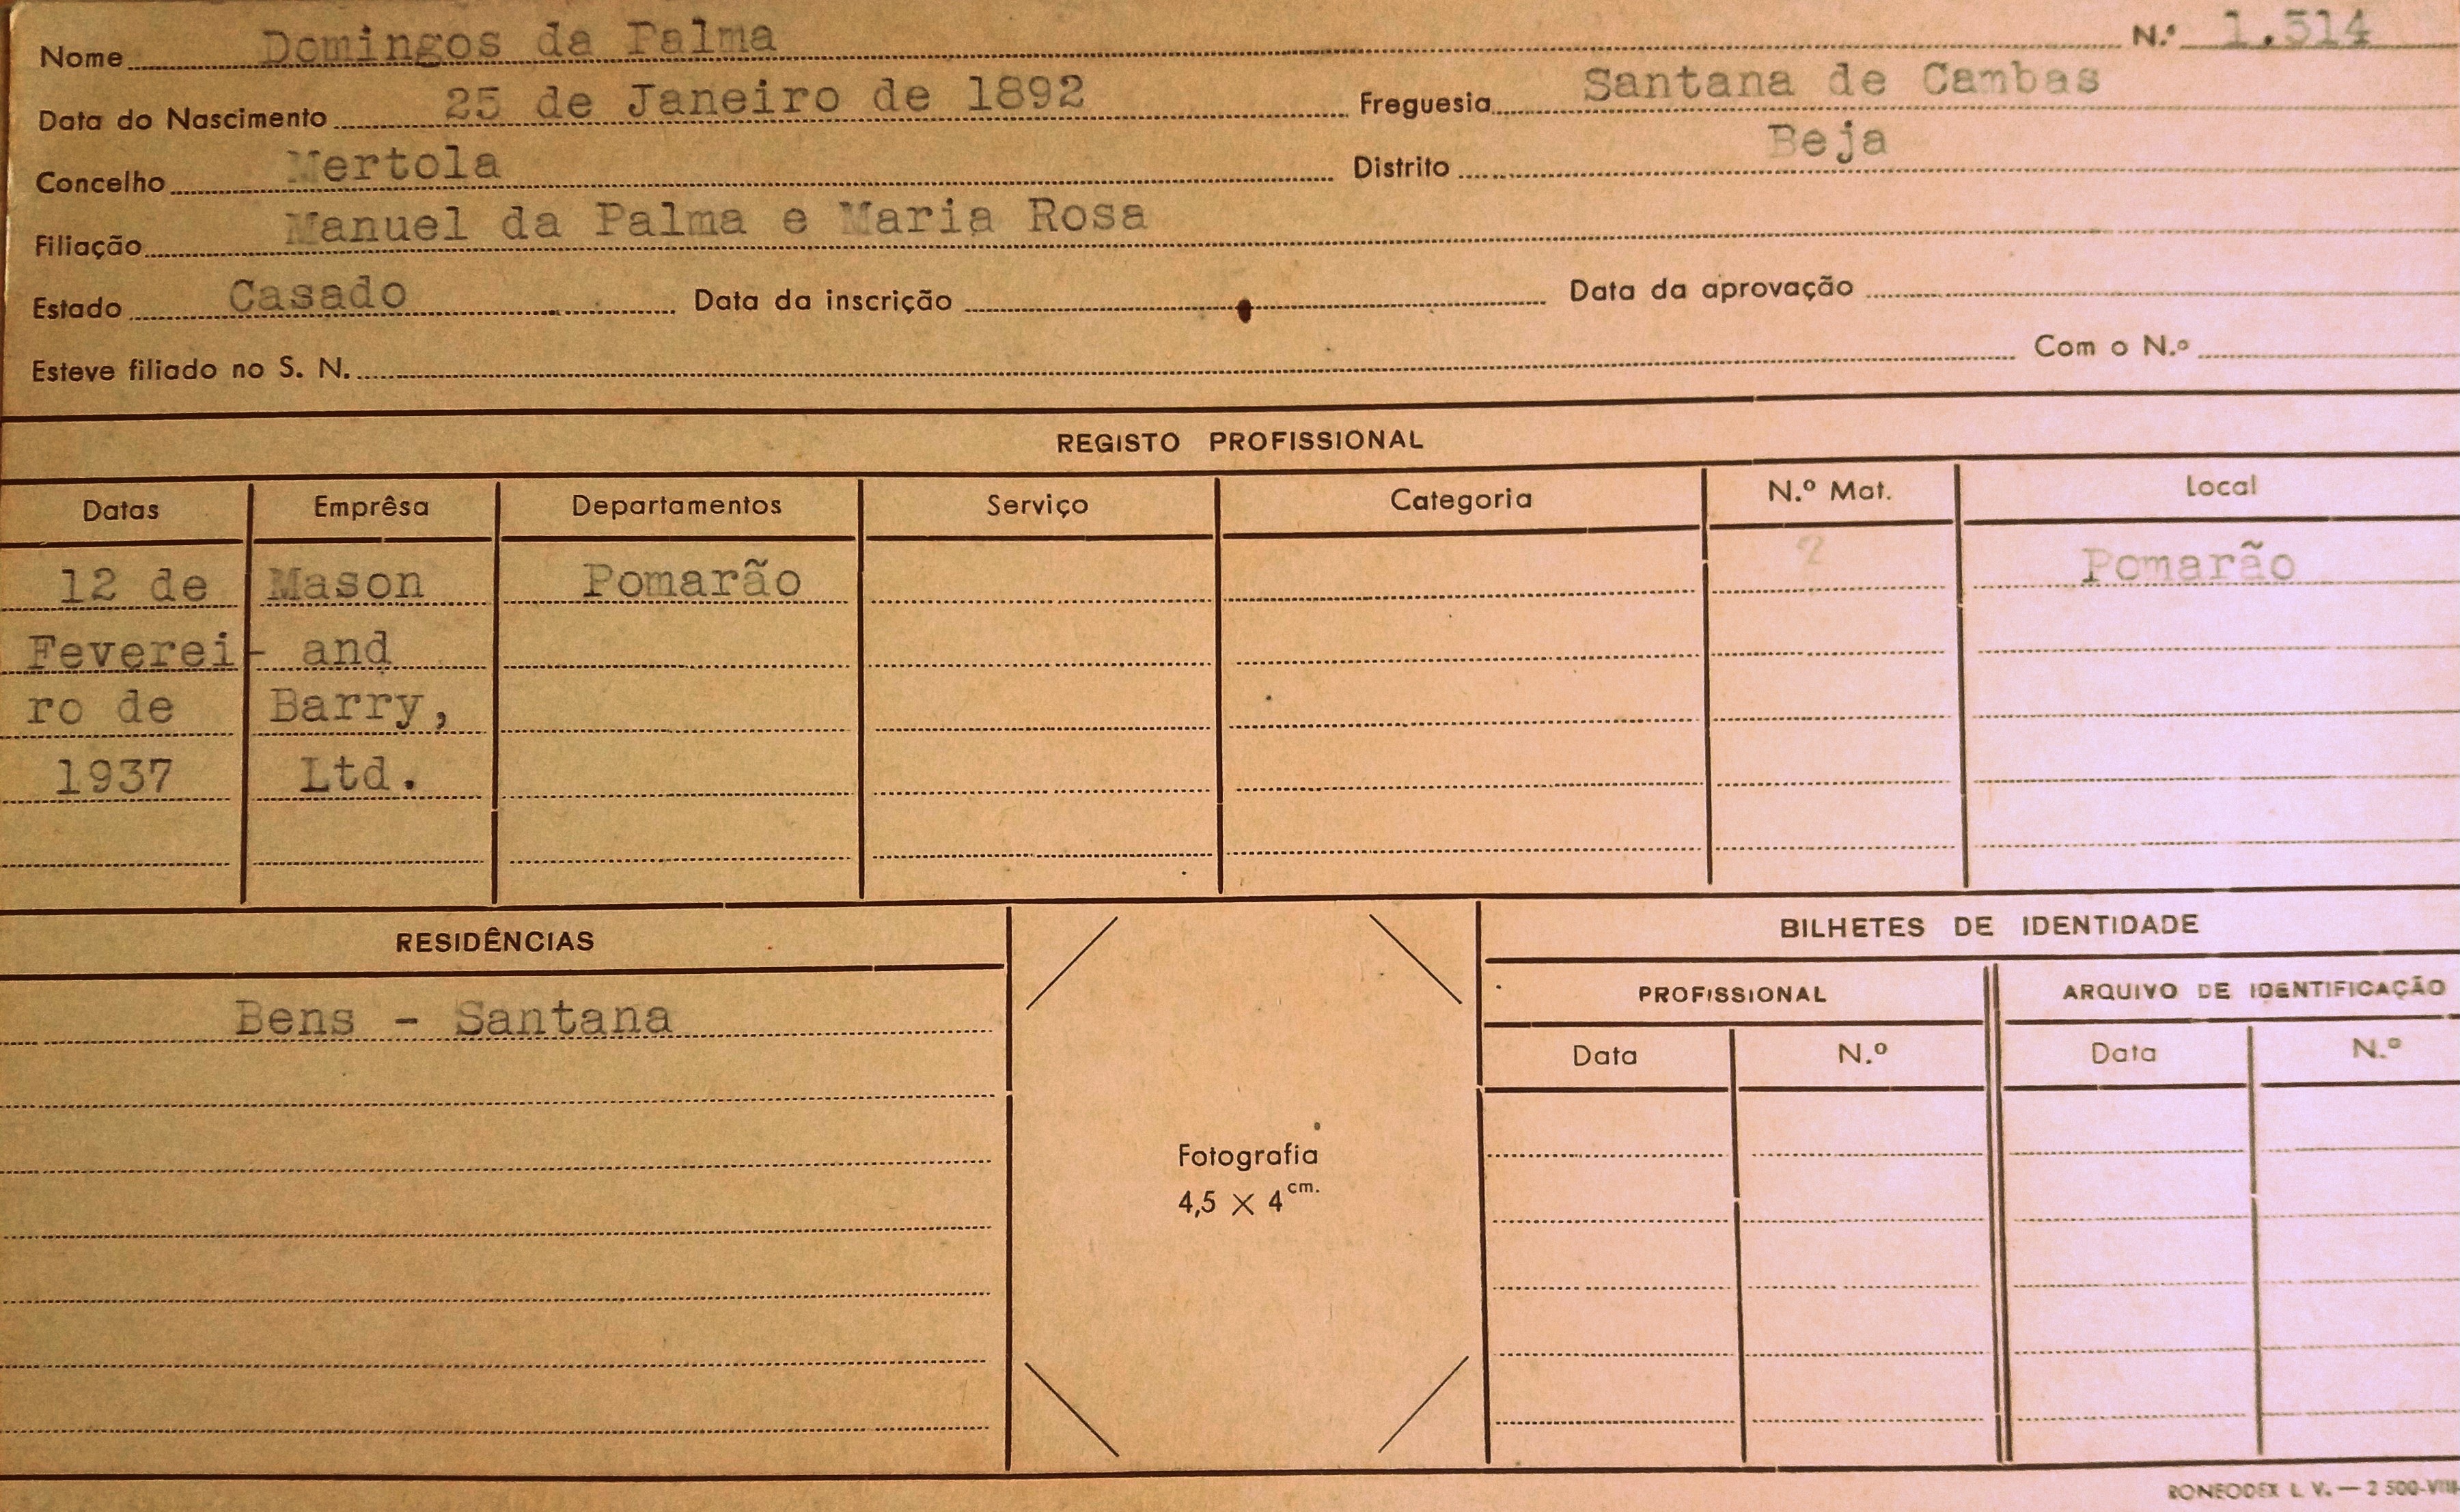 Nome Domingos da Palma N.º 1.514
Data do Nascimento 25 de Janeiro de 1892 Freguesia Santana de Cambas
Concelho Mertola Distrito Beja
Filiação Manuel da Palma e Maria Rosa
Estado Casado Data da inscrição Data da aprovação
Esteve filiado no S. N. Com o N.º
REGISTO PROFISSIONAL
Datas Emprêsa Departamentos Serviço Categoria N.º Mat. Local
12 de Mason Pomarão ? Pomarão
Feverei- and
ro de Barry,
1937 Ltd.
RESIDÊNCIAS BILHETES DE IDENTIDADE
PROFISSIONAL ARQUIVO DE IDENTIFICAÇÃO
Bens - Santana
Data N.º Data N.º
Fotografia
4,5 × 4 cm.
RONEODEX L. V. — 2 500-VIII